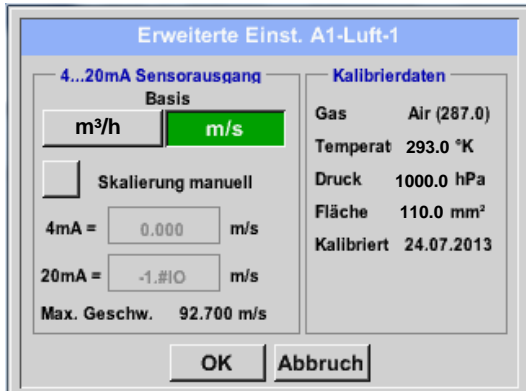 Erweiterte Einst. A1-Luft-1
4...20mA Sensorausgang
Basis
m³/h m/s
Skalierung manuell
4mA = 0.000 m/s
20mA = -1.#IO m/s
Max. Geschw. 92.700 m/s
Kalibrierdaten
Gas Air (287.0)
Temperat 293.0 °K
Druck 1000.0 hPa
Fläche 110.0 mm²
Kalibriert 24.07.2013
OK Abbruch